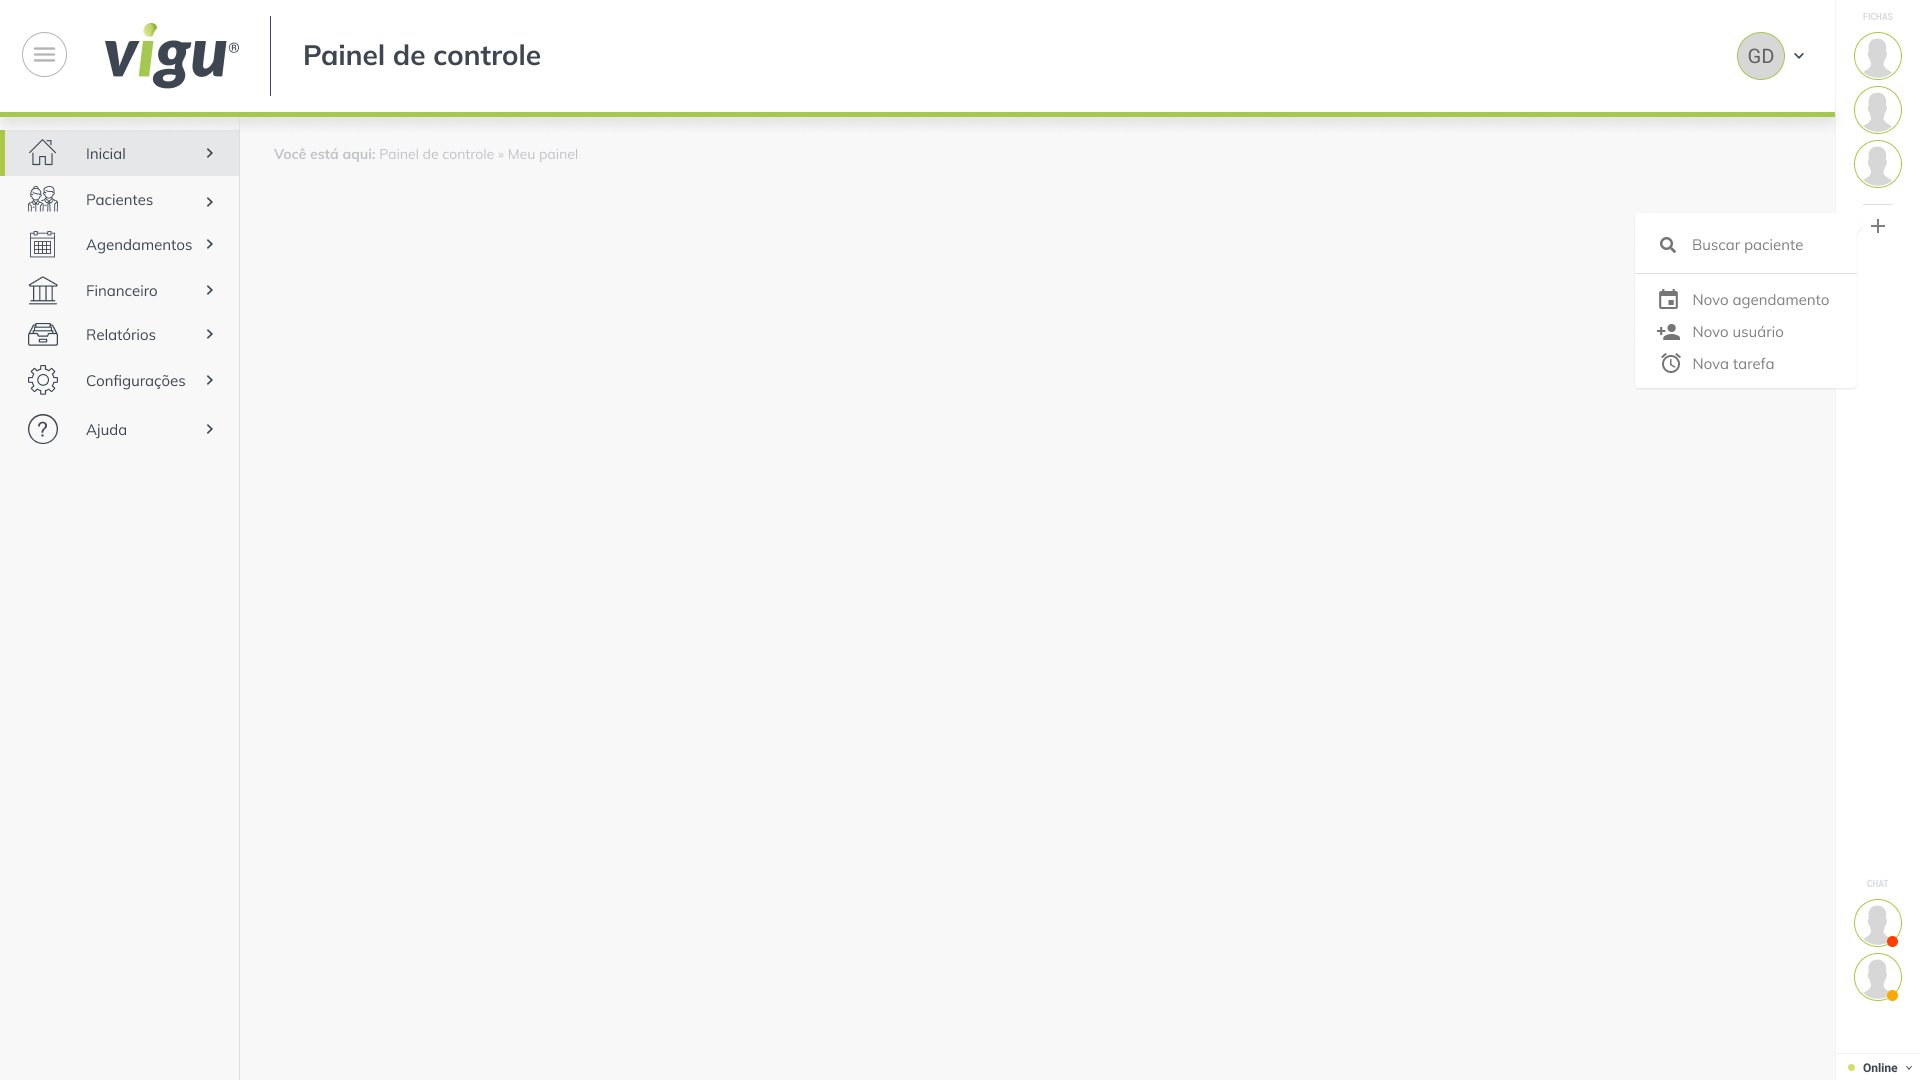 vigu®
Painel de controle
GD
FICHAS
Inicial
Pacientes
Agendamentos
Financeiro
Relatórios
Configurações
Ajuda
Você está aqui: Painel de controle » Meu painel
Buscar paciente
Novo agendamento
Novo usuário
Nova tarefa
CHAT
Online